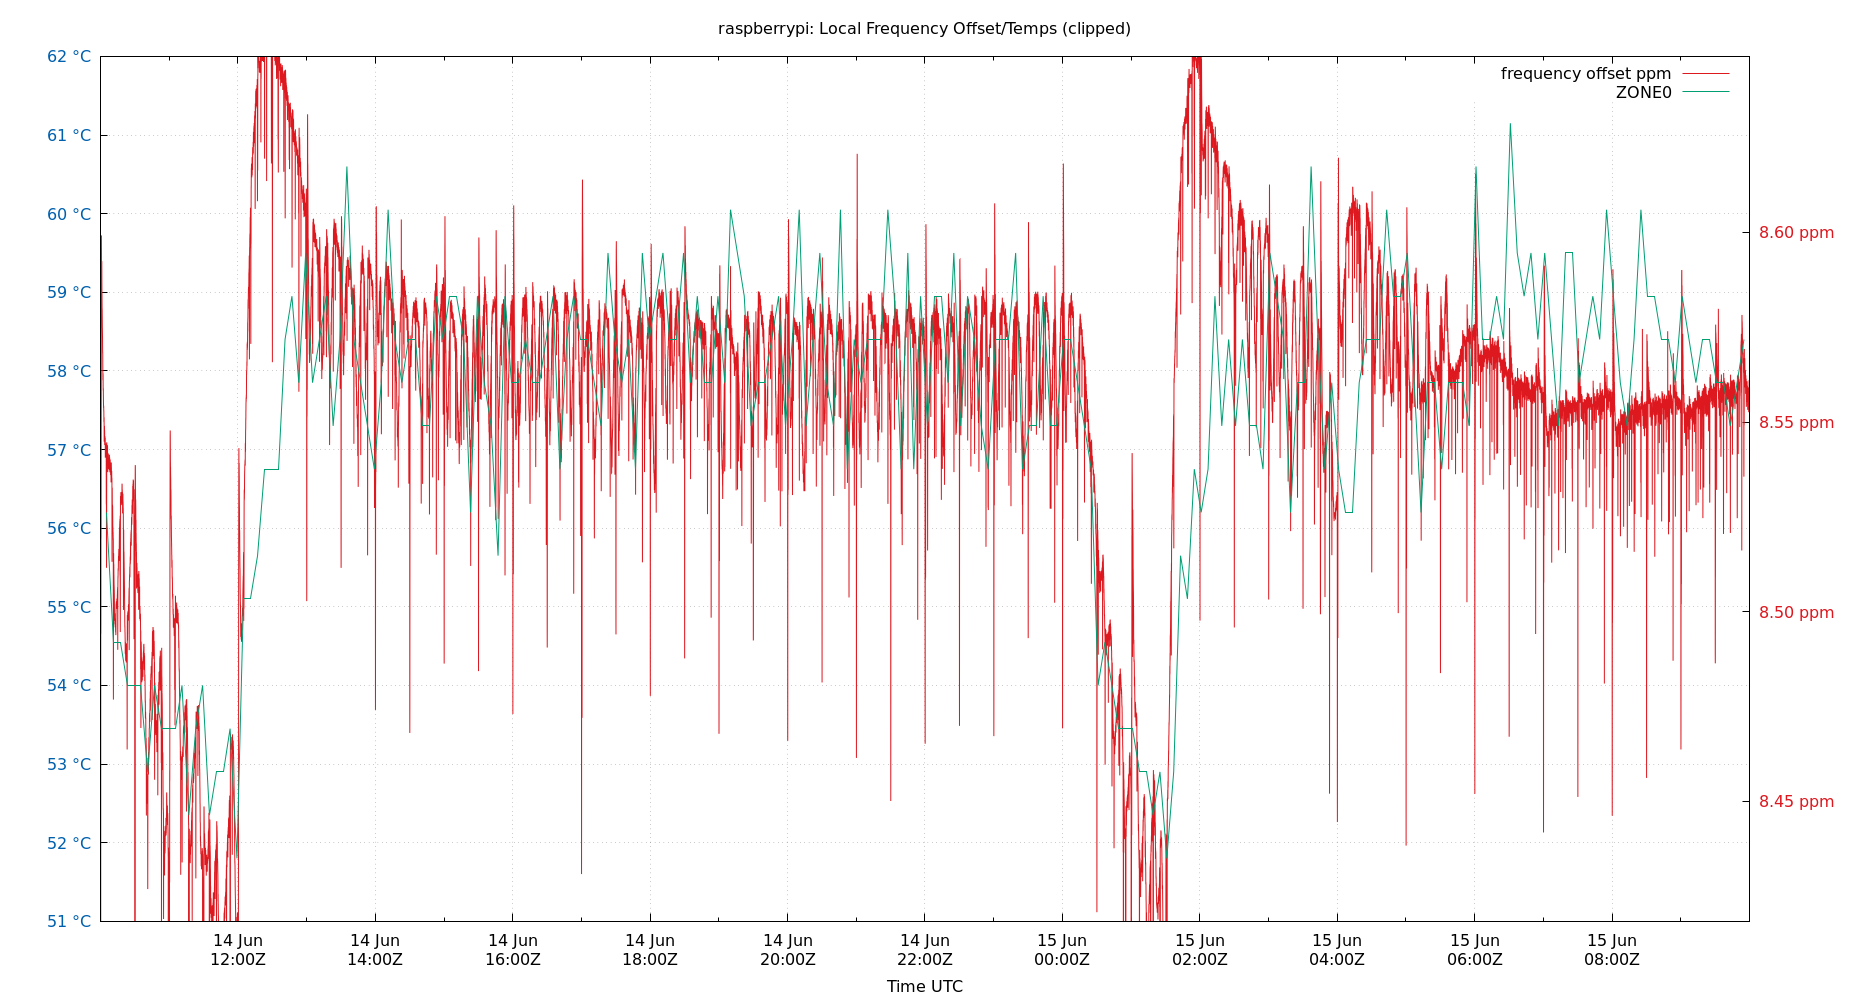 raspberrypi: Local Frequency Offset/Temps (clipped)
62 °C
61 °C
60 °C
59 °C
58 °C
57 °C
56 °C
55 °C
54 °C
53 °C
52 °C
51 °C
frequency offset ppm
ZONE0
8.60 ppm
8.55 ppm
8.50 ppm
8.45 ppm
14 Jun 14 Jun 14 Jun 14 Jun 14 Jun 14 Jun 15 Jun 15 Jun 15 Jun 15 Jun 15 Jun
12:00Z 14:00Z 16:00Z 18:00Z 20:00Z 22:00Z 00:00Z 02:00Z 04:00Z 06:00Z 08:00Z
Time UTC